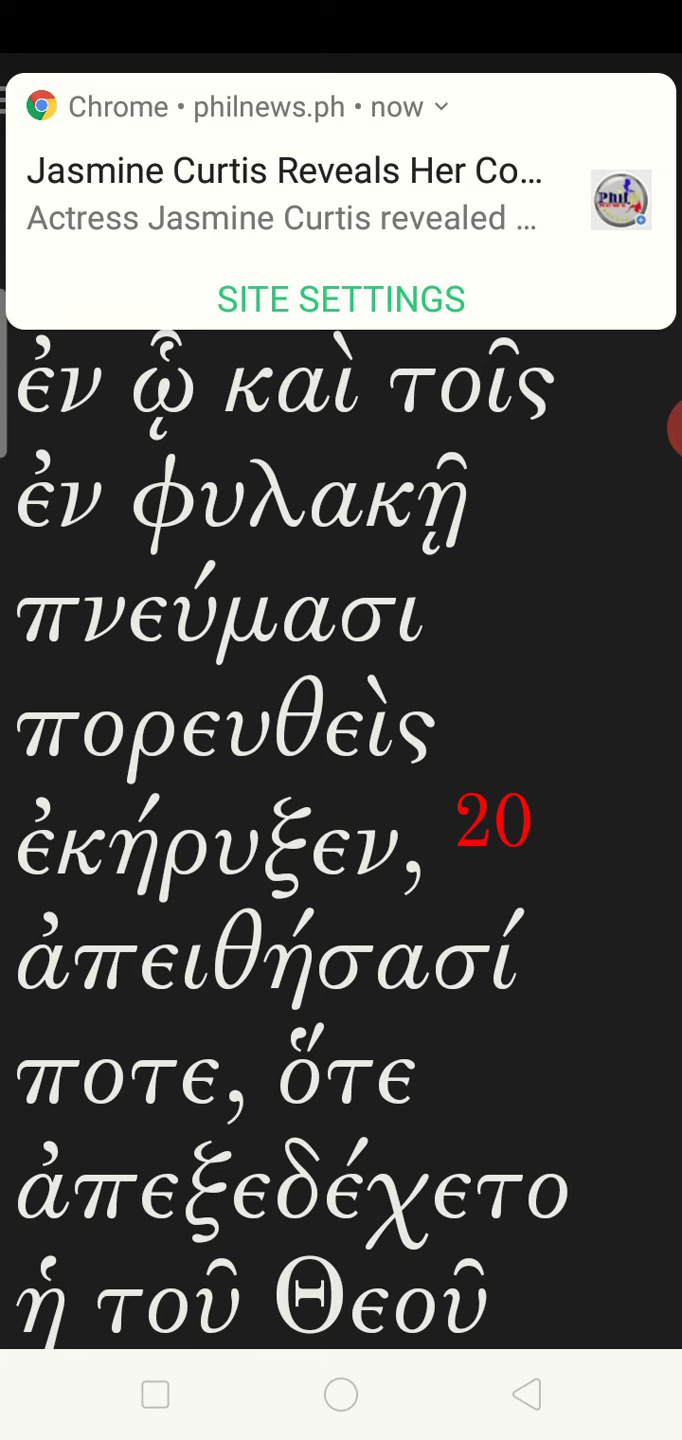 Chrome • philnews.ph • now
Jasmine Curtis Reveals Her Co...
Actress Jasmine Curtis revealed ...
Phil
SITE SETTINGS
ἐν ᾧ καὶ τοῖς
ἐν φυλακῇ
πνεύμασι
πορευθεὶς
ἐκήρυξεν, 20
ἀπειθήσασί
ποτε, ὅτε
ἀπεξεδέχετο
ἡ τοῦ Θεοῦ